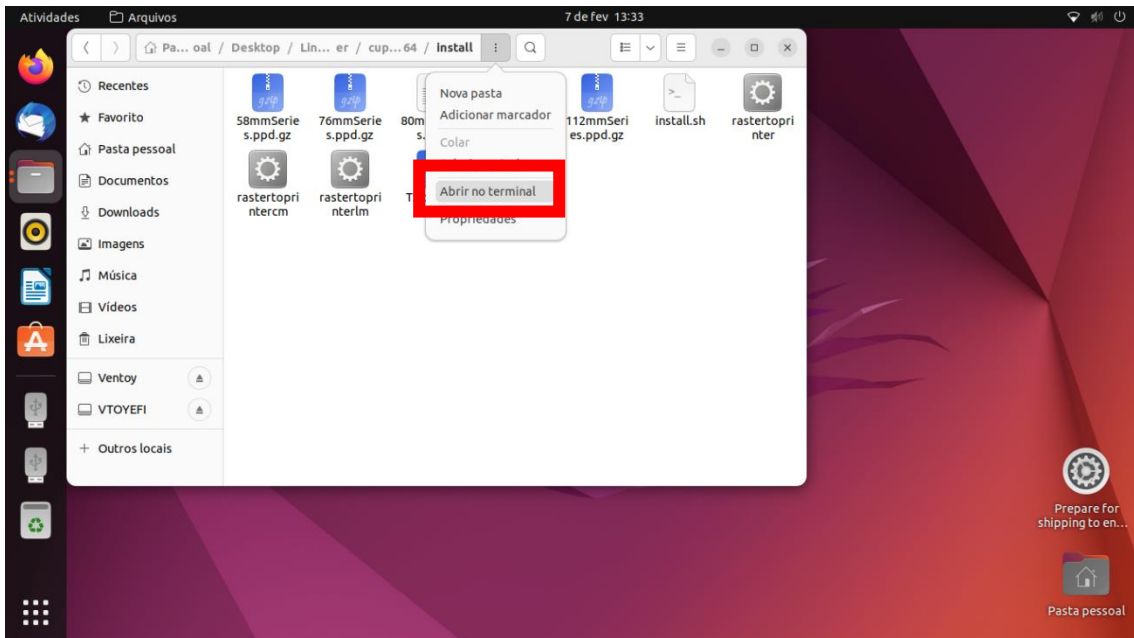 Atividades Arquivos 7 de fev 13:33
Pa... oal / Desktop / Lin... er / cup...64 / install
Recentes
Favorito
Pasta pessoal
Documentos
Downloads
Imagens
Música
Vídeos
Lixeira
Ventoy
VTOYEFI
Outros locais
58mmSerie
s.ppd.gz
76mmSerie
s.ppd.gz
80m
s.
112mmSeri
es.ppd.gz
install.sh
rastertopri
nter
rastertopri
ntercm
rastertopri
nterlm
T
Nova pasta
Adicionar marcador
Colar
Abrir no terminal
Propriedades
Prepare for
shipping to en...
Pasta pessoal